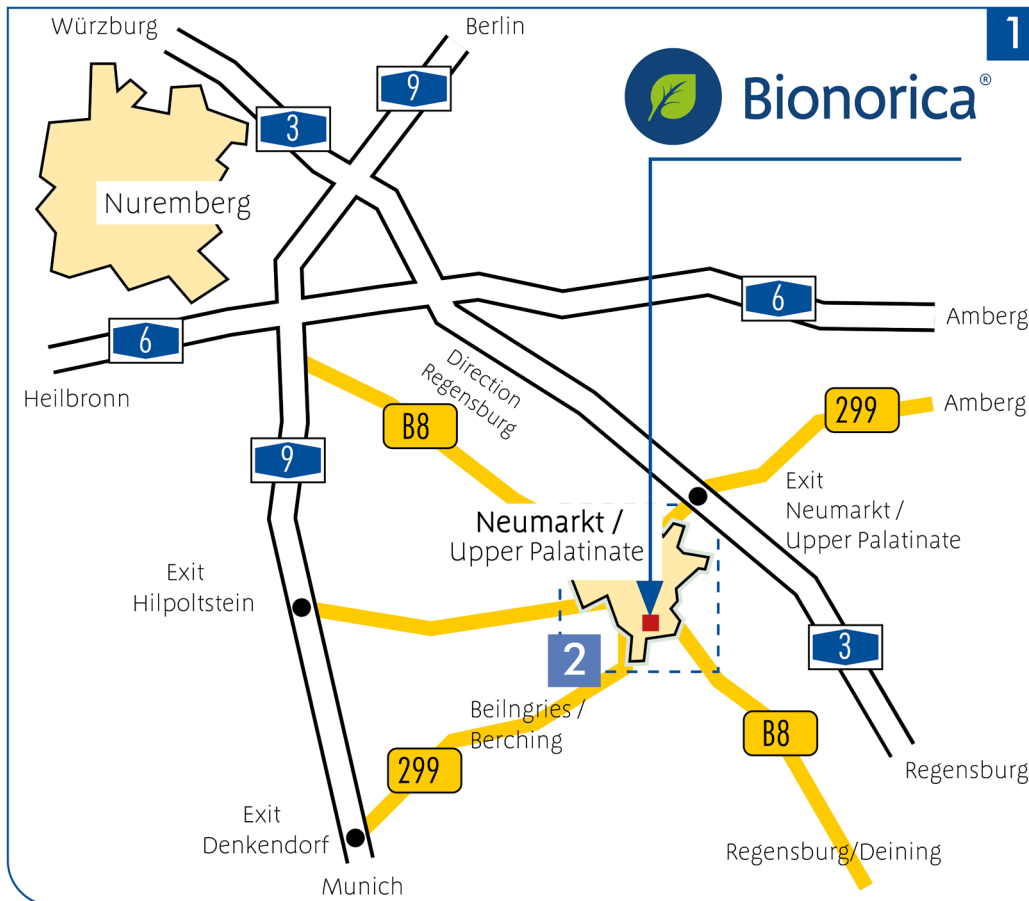 Würzburg
Berlin
1
9
3
Bionorica®
Nuremberg
6
6
Amberg
Heilbronn
Direction
Regensburg
299
Amberg
B8
9
Exit
Neumarkt /
Upper Palatinate
Neumarkt /
Upper Palatinate
Exit
Hilpoltstein
3
2
Beilngries /
Berching
B8
299
Regensburg
Exit
Denkendorf
Regensburg/Deining
Munich